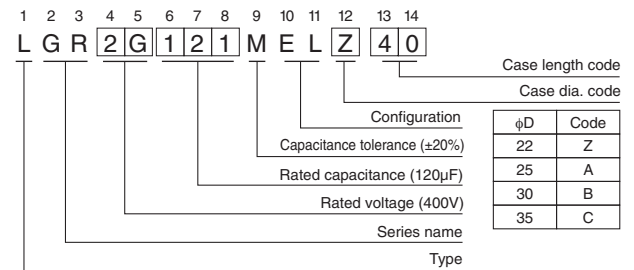 1 2 3 4 5 6 7 8 9 10 11 12 13 14
L G R 2 G 1 2 1 M E L Z 4 0
Case length code
Case dia. code
Configuration
Capacitance tolerance (±20%)
Rated capacitance (120µF)
Rated voltage (400V)
Series name
Type
ϕD Code
22 Z
25 A
30 B
35 C